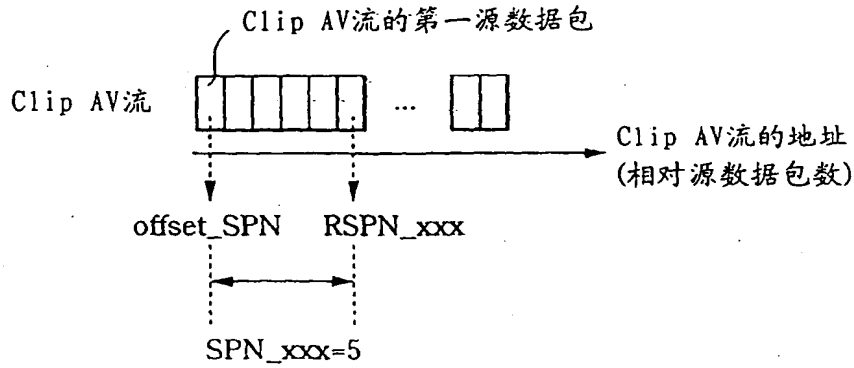 Clip AV流的第一源数据包
Clip AV流
...
Clip AV流的地址
(相对源数据包数)
offset_SPN
RSPN_xxx
SPN_xxx=5